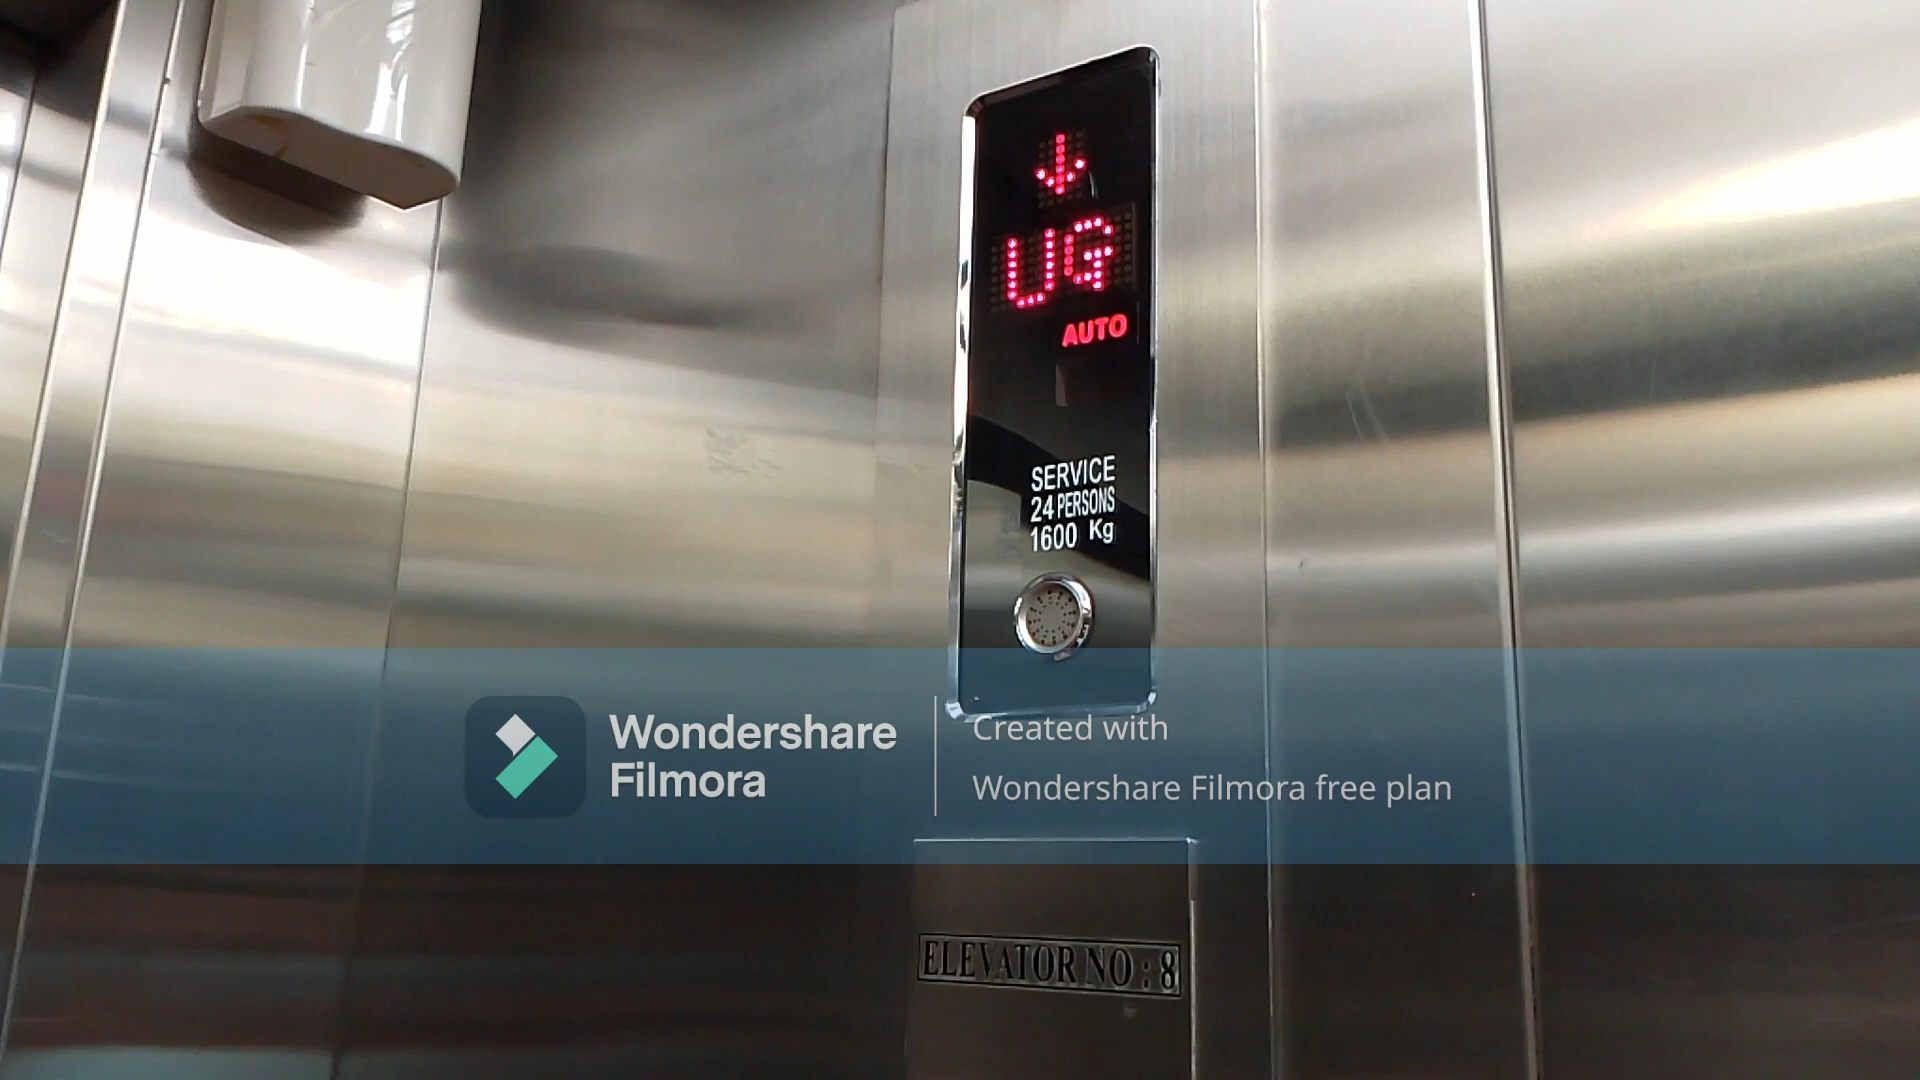 UG
AUTO
SERVICE
24 PERSONS
1600 Kg
Wondershare
Filmora
Created with
Wondershare Filmora free plan
ELEVATOR NO : 8